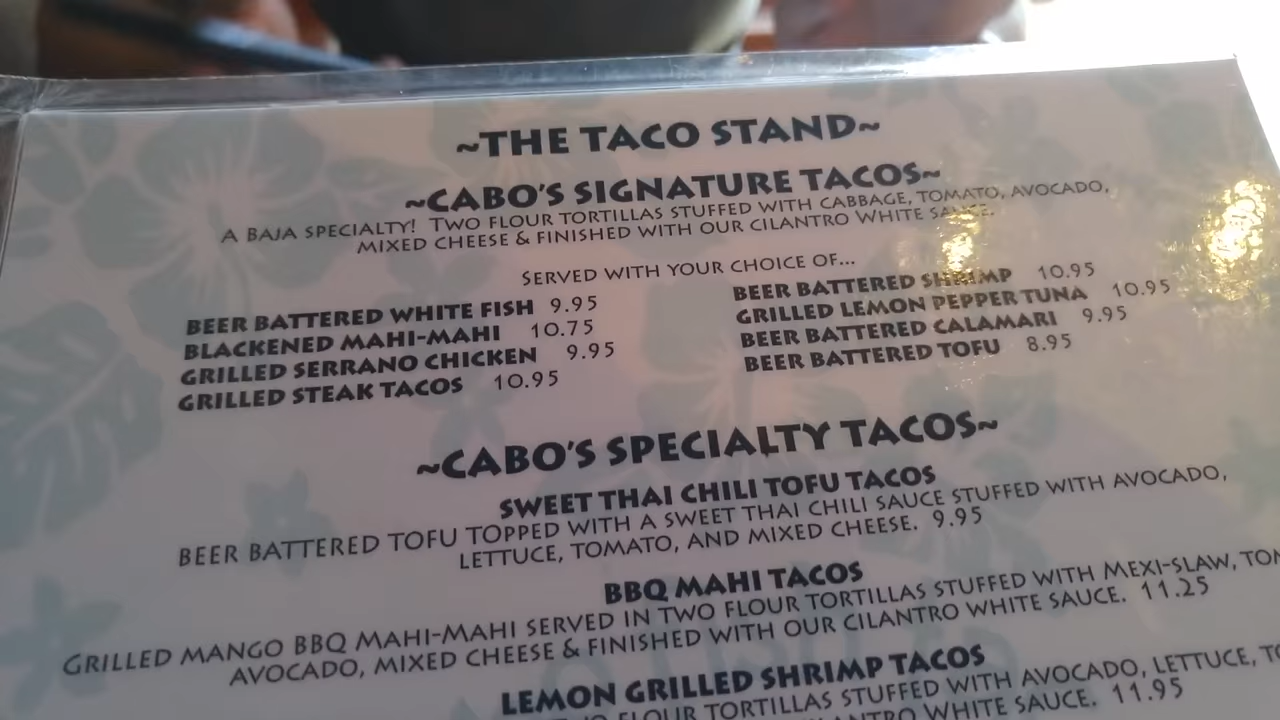 ~THE TACO STAND~
~CABO'S SIGNATURE TACOS~
A BAJA SPECIALTY! TWO FLOUR TORTILLAS STUFFED WITH CABBAGE, TOMATO, AVOCADO,
MIXED CHEESE & FINISHED WITH OUR CILANTRO WHITE SAUCE.
SERVED WITH YOUR CHOICE OF...
BEER BATTERED WHITE FISH 9.95
BLACKENED MAHI-MAHI 10.75
GRILLED SERRANO CHICKEN 9.95
GRILLED STEAK TACOS 10.95
BEER BATTERED SHRIMP 10.95
GRILLED LEMON PEPPER TUNA 10.95
BEER BATTERED CALAMARI 9.95
BEER BATTERED TOFU 8.95
~CABO'S SPECIALTY TACOS~
SWEET THAI CHILI TOFU TACOS
BEER BATTERED TOFU TOPPED WITH A SWEET THAI CHILI SAUCE STUFFED WITH AVOCADO,
LETTUCE, TOMATO, AND MIXED CHEESE. 9.95
BBQ MAHI TACOS
GRILLED MANGO BBQ MAHI-MAHI SERVED IN TWO FLOUR TORTILLAS STUFFED WITH MEXI-SLAW,
AVOCADO, MIXED CHEESE & FINISHED WITH OUR CILANTRO WHITE SAUCE. 11.25
LEMON GRILLED SHRIMP TACOS
FLOUR TORTILLAS STUFFED WITH AVOCADO, LETTUCE,
WHITE SAUCE. 11.95